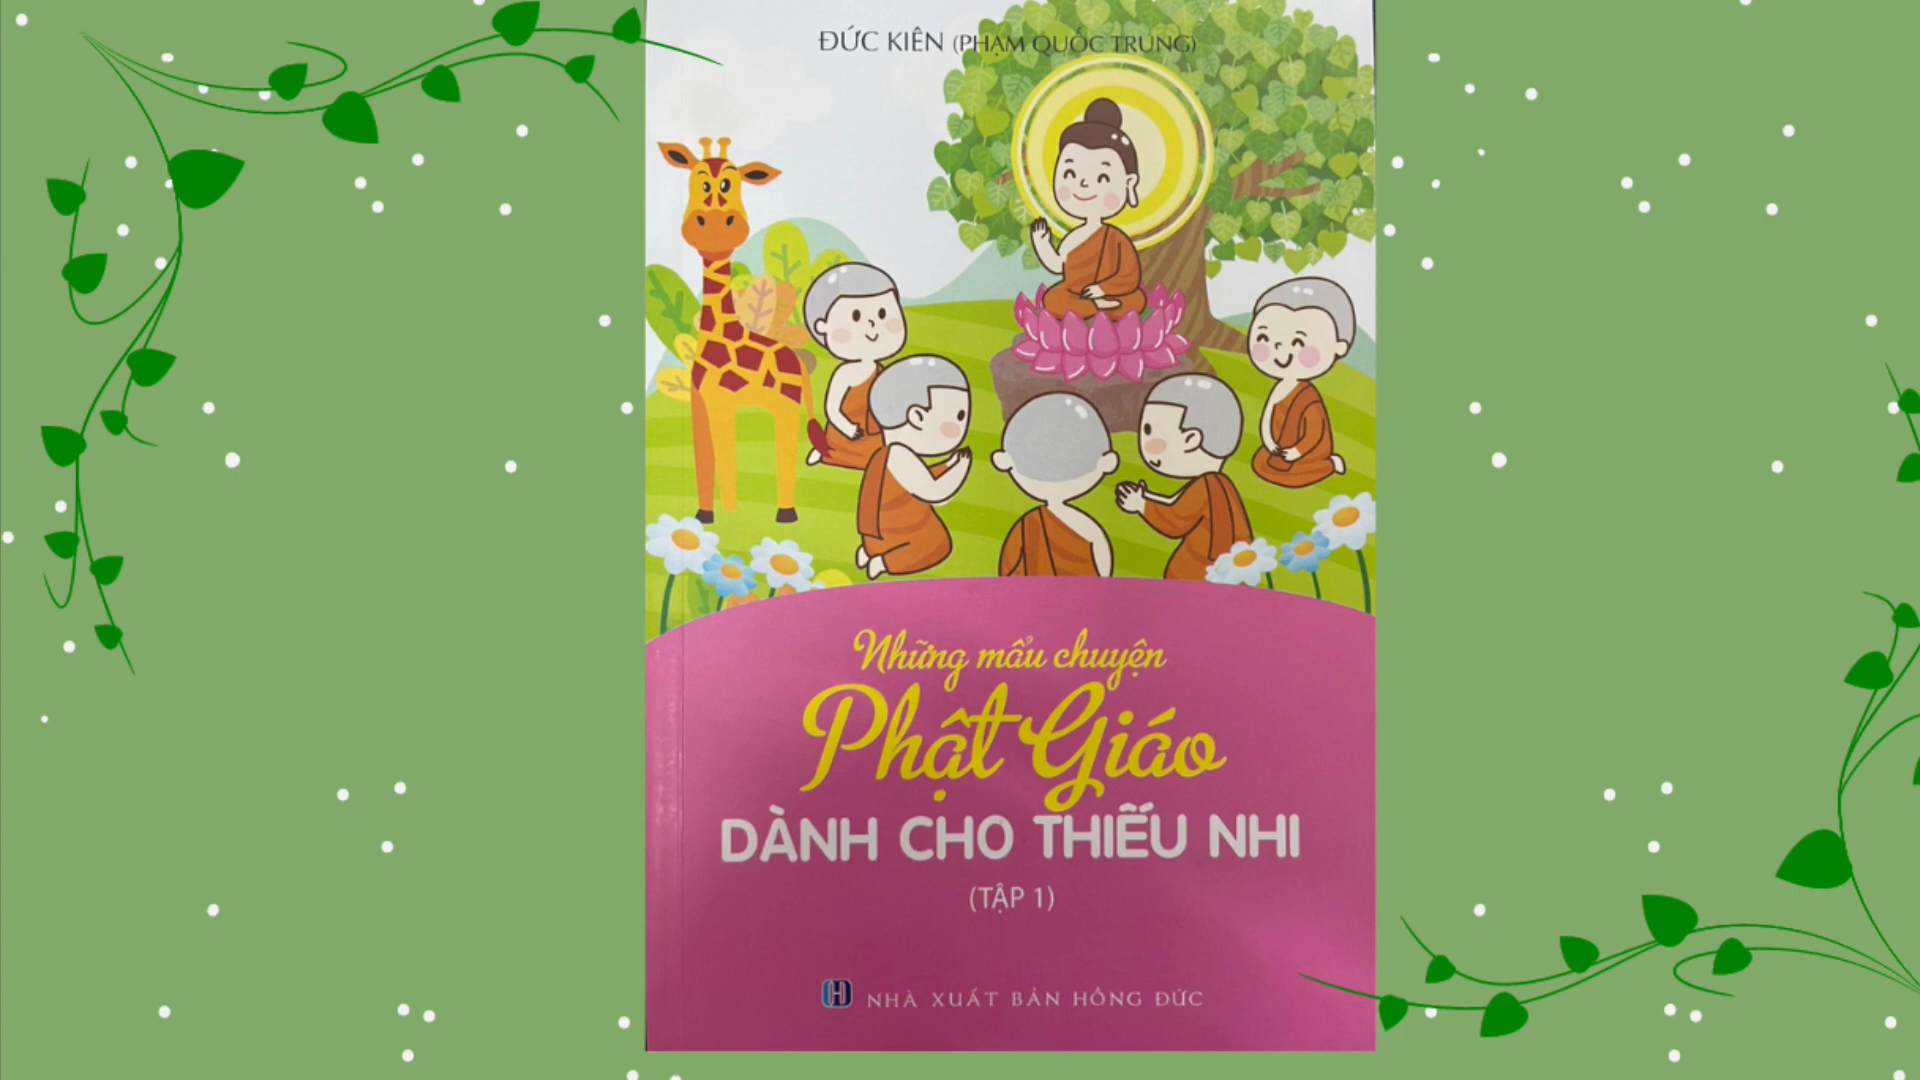 ĐỨC KIÊN (PHẠM QUỐC TRUNG)
Những mẩu chuyện
Phật Giáo
DÀNH CHO THIẾU NHI
(TẬP 1)
NHÀ XUẤT BẢN HỒNG ĐỨC